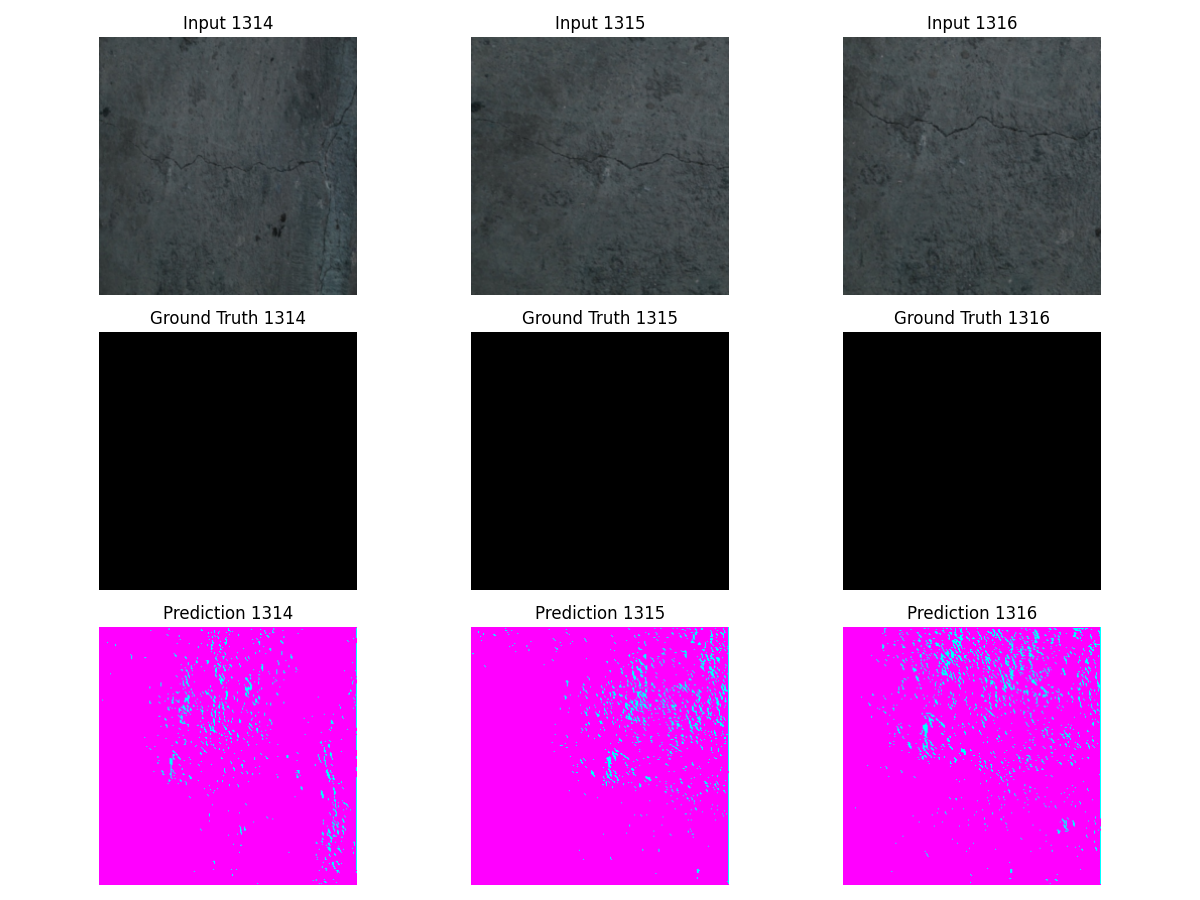 Input 1314
Input 1315
Input 1316
Ground Truth 1314
Ground Truth 1315
Ground Truth 1316
Prediction 1314
Prediction 1315
Prediction 1316